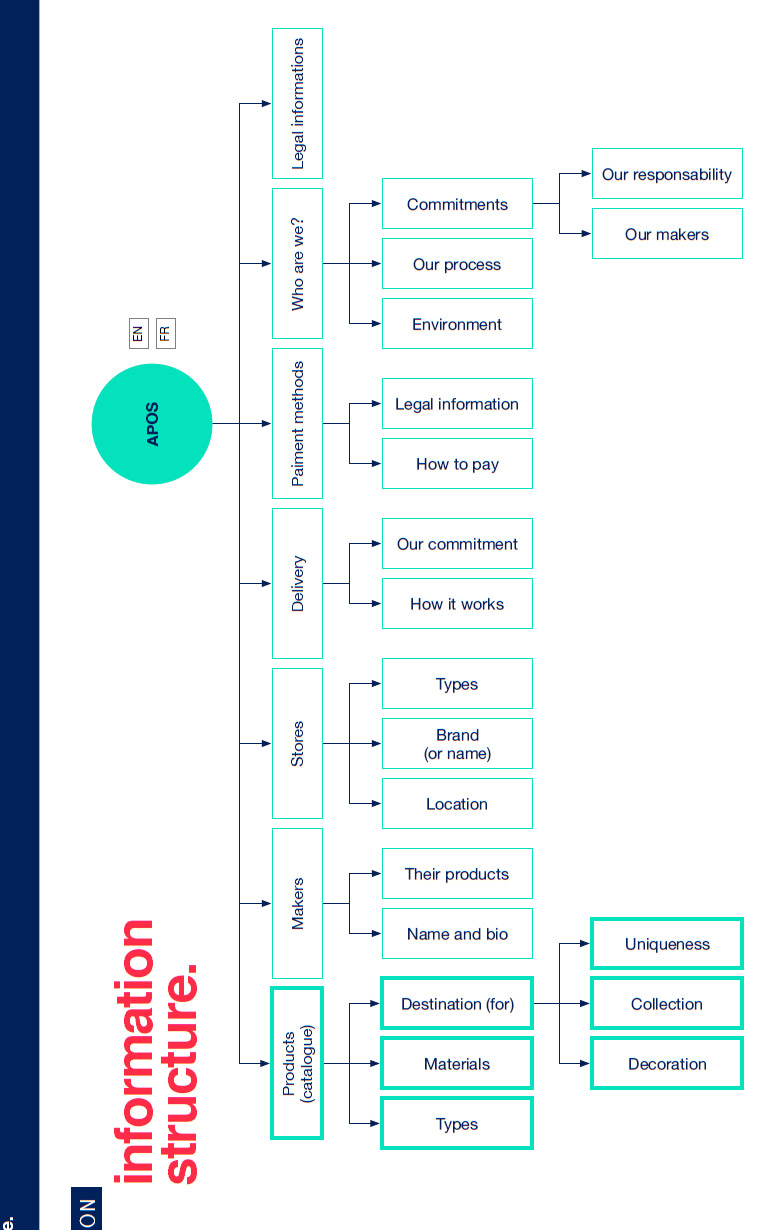 e.
ON
information
structure.
APOS
EN
FR
Products
(catalogue)
Makers
Stores
Delivery
Paiment methods
Who are we?
Legal informations
Types
Materials
Destination (for)
Name and bio
Their products
Location
Brand
(or name)
Types
How it works
Our commitment
How to pay
Legal information
Environment
Our process
Commitments
Decoration
Collection
Uniqueness
Our makers
Our responsability